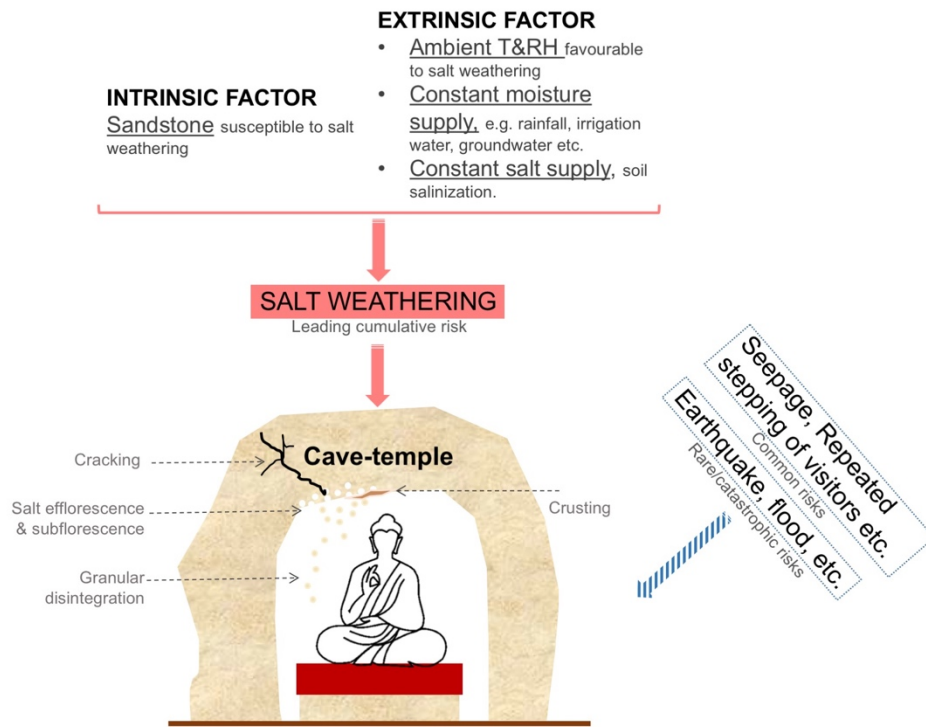 INTRINSIC FACTOR
Sandstone susceptible to salt
weathering
EXTRINSIC FACTOR
• Ambient T&RH favourable
to salt weathering
• Constant moisture
supply, e.g. rainfall, irrigation
water, groundwater etc.
• Constant salt supply, soil
salinization.
SALT WEATHERING
Leading cumulative risk
Cave-temple
Cracking
Salt efflorescence
& subflorescence
Granular
disintegration
Crusting
Seepage, Repeated
stepping of visitors etc.
Common risks
Earthquake, flood, etc.
Rare/catastrophic risks